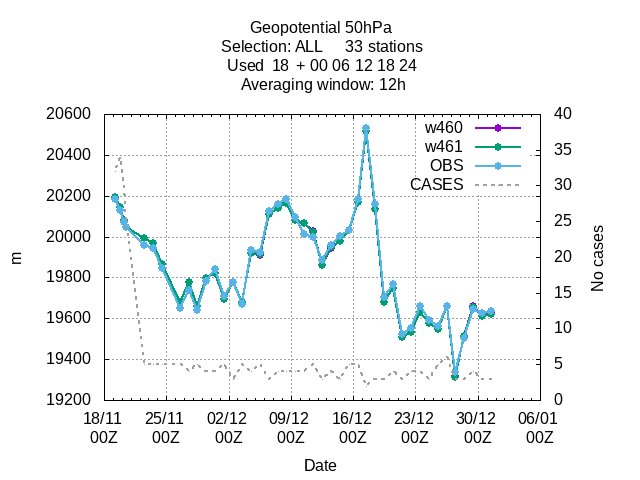 Geopotential 50hPa
Selection: ALL     33 stations
Used  18  + 00 06 12 18 24
Averaging window: 12h
20600
20400
20200
20000
19800
19600
19400
19200
m
40
35
30
25
20
15
10
5
0
No cases
w460
w461
OBS
CASES
18/11 25/11 02/12 09/12 16/12 23/12 30/12 06/01
00Z 00Z 00Z 00Z 00Z 00Z 00Z 00Z
Date